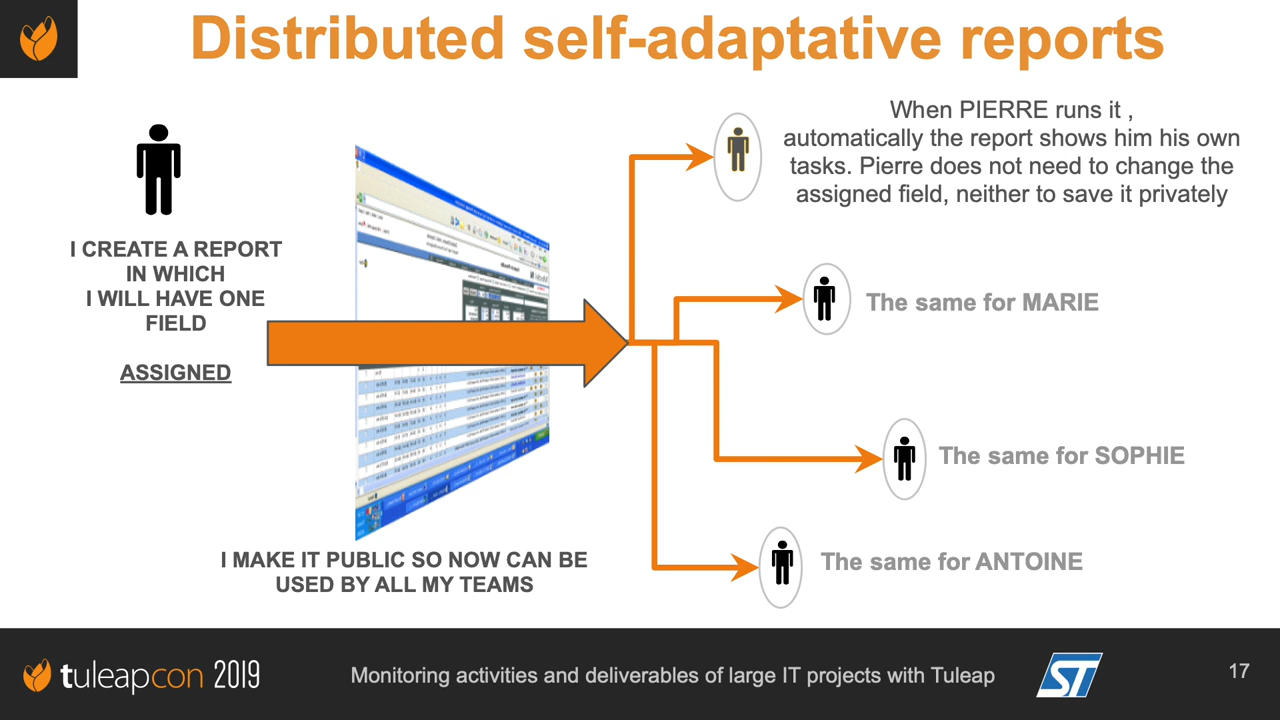 Distributed self-adaptative reports
I CREATE A REPORT
IN WHICH
I WILL HAVE ONE
FIELD
ASSIGNED
I MAKE IT PUBLIC SO NOW CAN BE
USED BY ALL MY TEAMS
When PIERRE runs it ,
automatically the report shows him his own
tasks. Pierre does not need to change the
assigned field, neither to save it privately
The same for MARIE
The same for SOPHIE
The same for ANTOINE
tuleapcon 2019
Monitoring activities and deliverables of large IT projects with Tuleap
ST
17